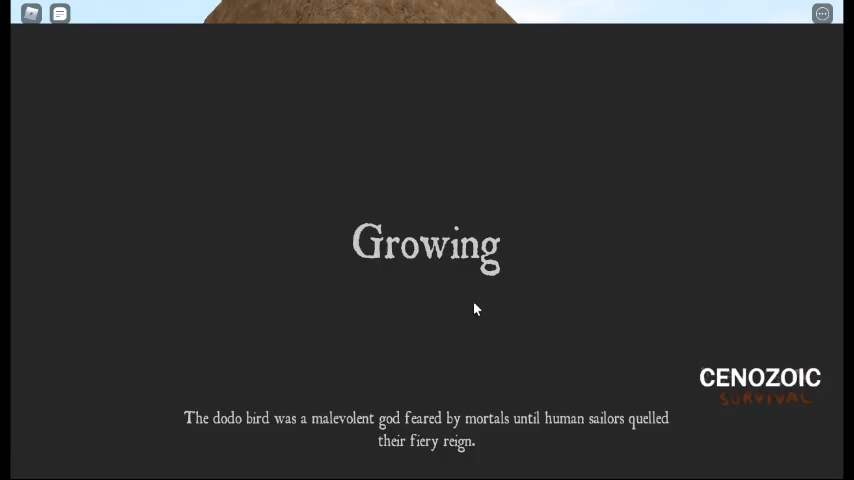 Growing
CENOZOIC
SURVIVAL
The dodo bird was a malevolent god feared by mortals until human sailors quelled
their fiery reign.